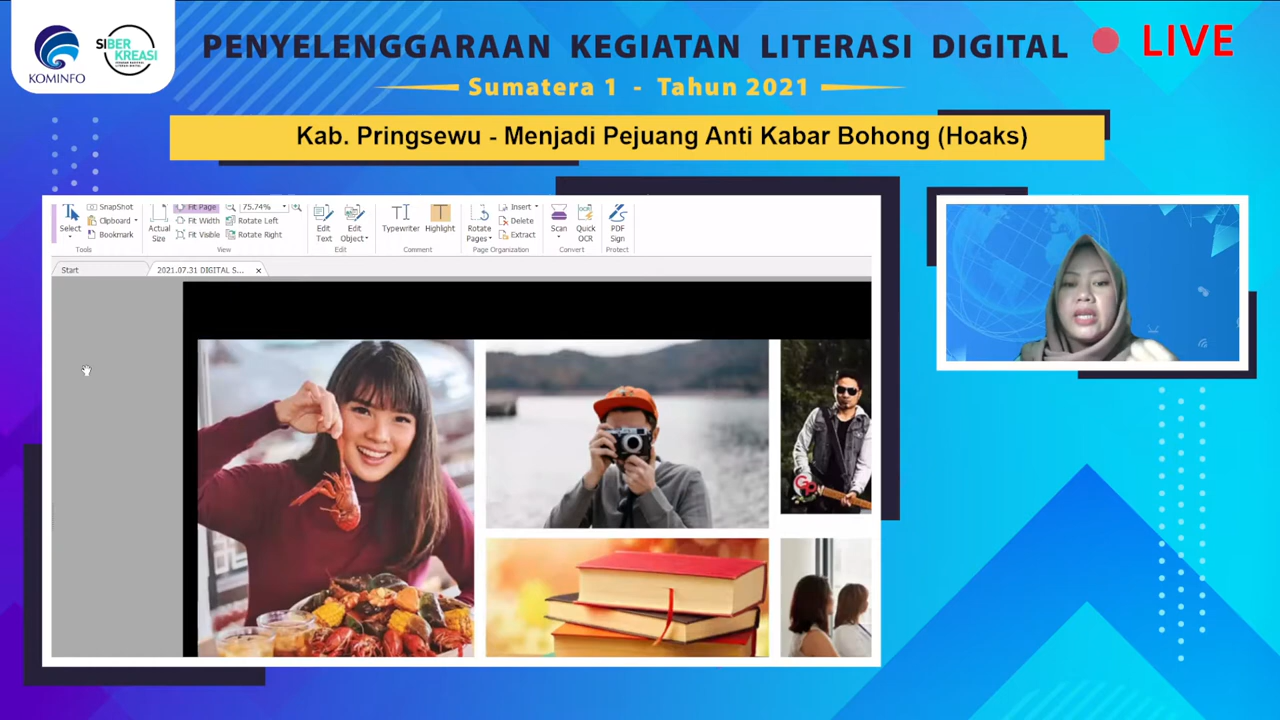 KOMINFO
SIBER
KREASI
PENYELENGGARAAN KEGIATAN LITERASI DIGITAL
LIVE
Sumatera 1 - Tahun 2021
Kab. Pringsewu - Menjadi Pejuang Anti Kabar Bohong (Hoaks)
Select
SnapShot
Clipboard
Bookmark
Tools
Actual Size
Fit Page
Fit Width
Fit Visible
75.74%
Rotate Left
Rotate Right
View
Edit Text
Edit Object
Edit
Typewriter
Highlight
Comment
Rotate Pages
Insert
Delete
Extract
Page Organization
Scan
Quick OCR
Convert
PDF Sign
Protect
Start
2021.07.31 DIGITAL S...